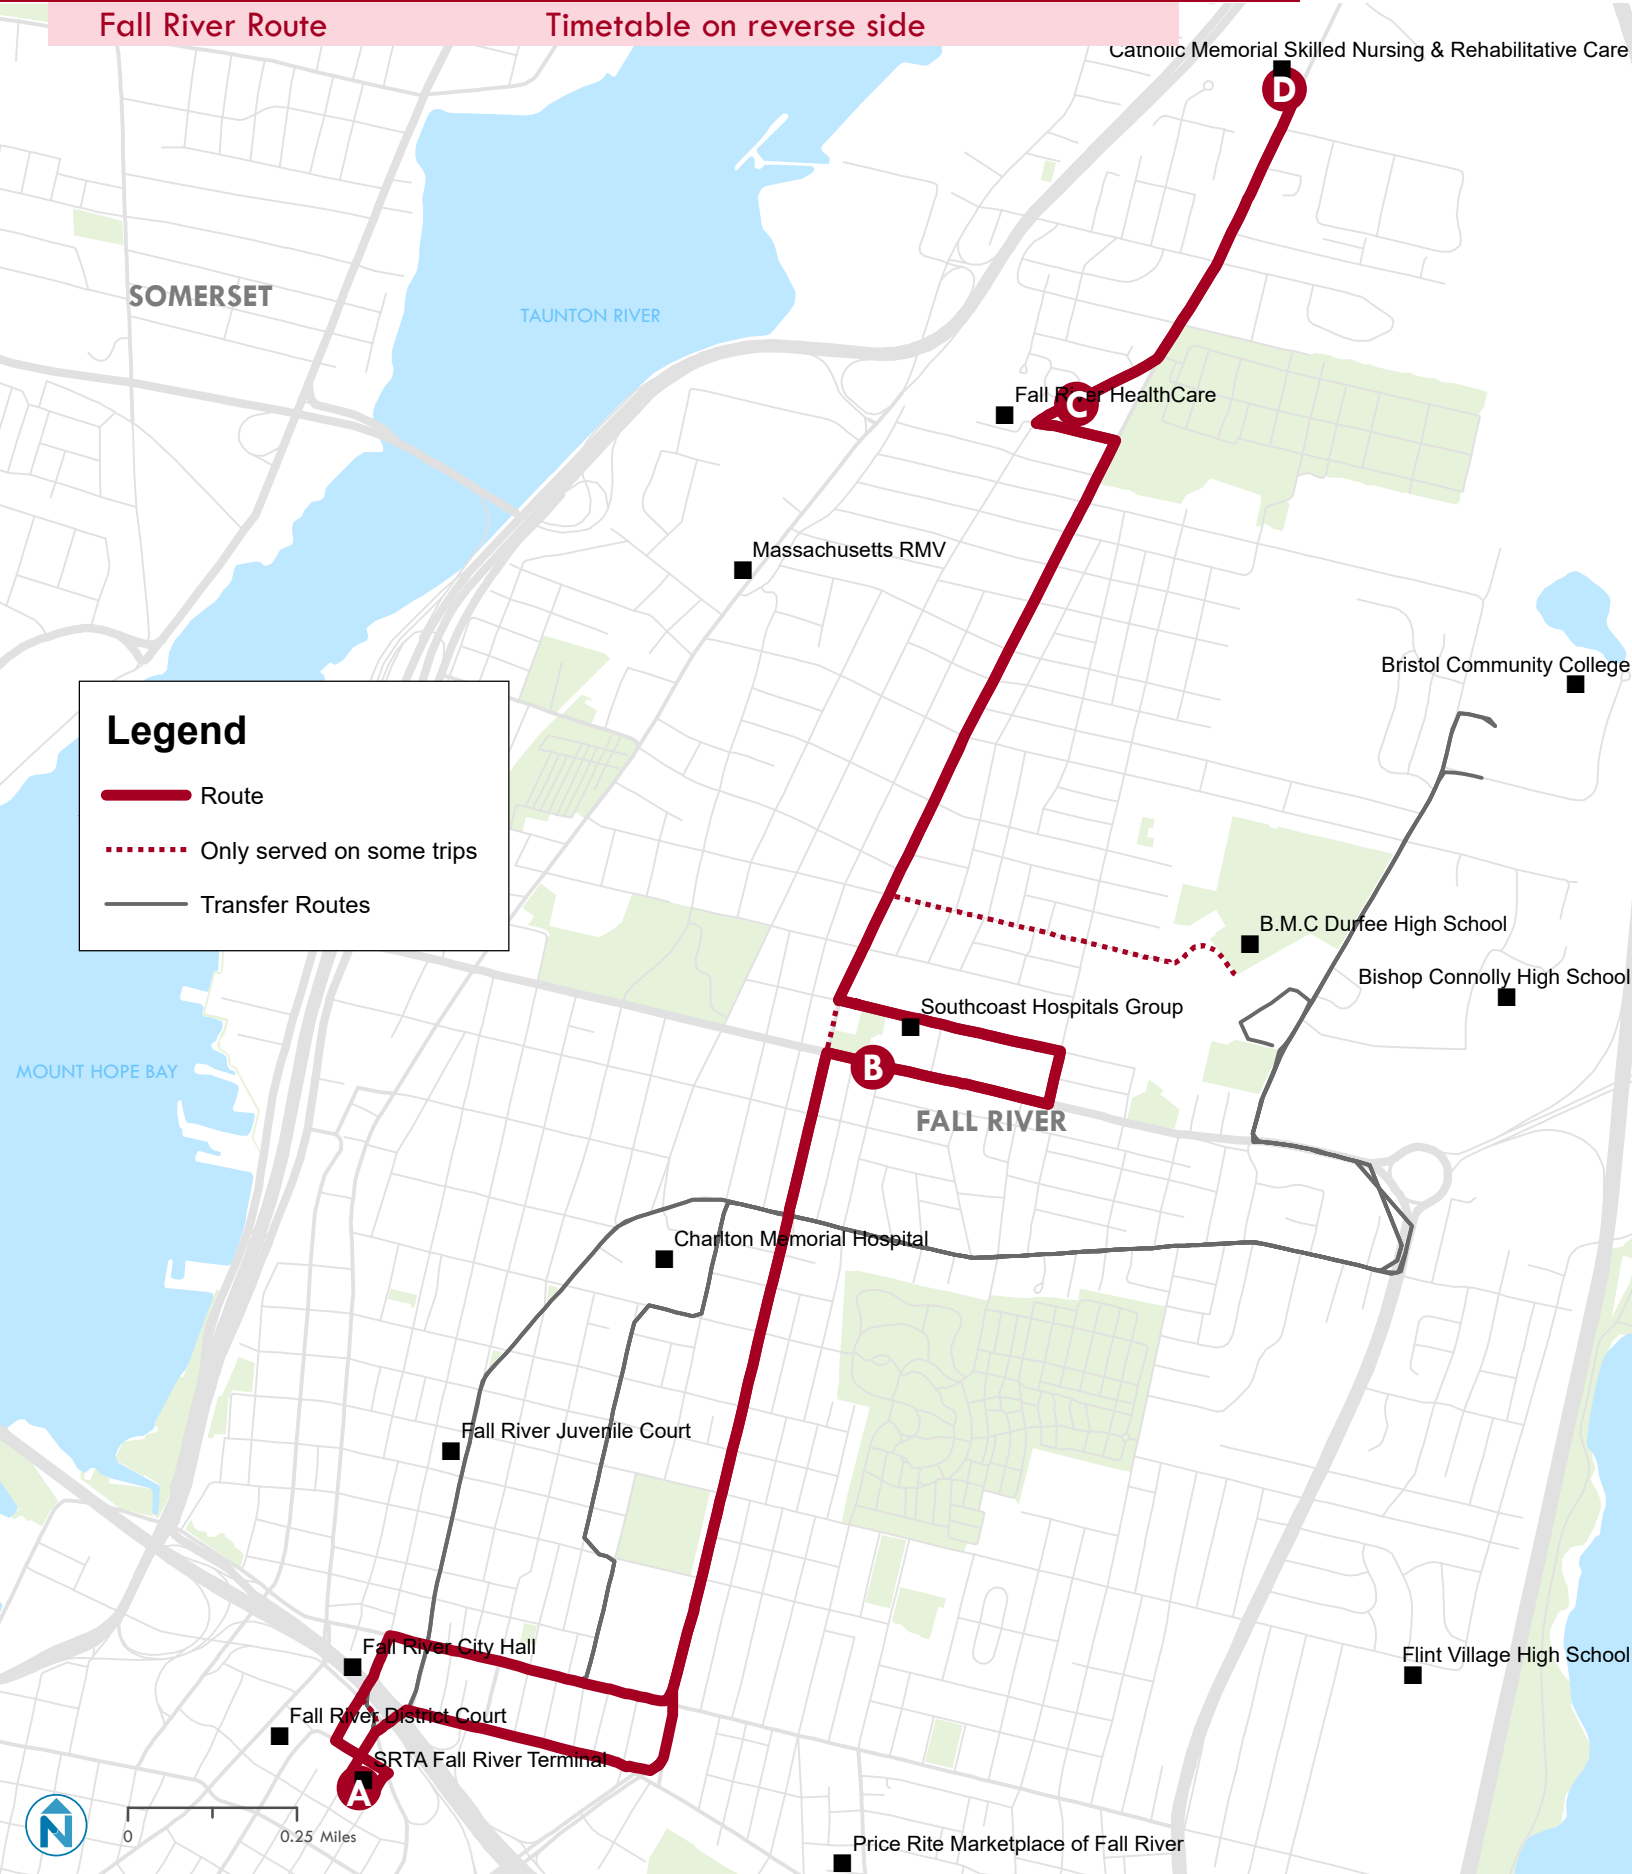 Fall River Route
Timetable on reverse side
Catholic Memorial Skilled Nursing & Rehabilitative Care
D
SOMERSET
TAUNTON RIVER
Fall River HealthCare
C
Massachusetts RMV
Bristol Community College
Legend
Route
Only served on some trips
Transfer Routes
B.M.C Durfee High School
Bishop Connolly High School
Southcoast Hospitals Group
MOUNT HOPE BAY
B
FALL RIVER
Charlton Memorial Hospital
Fall River Juvenile Court
Fall River City Hall
Flint Village High School
Fall River District Court
SRTA Fall River Terminal
A
N
0
0.25 Miles
Price Rite Marketplace of Fall River